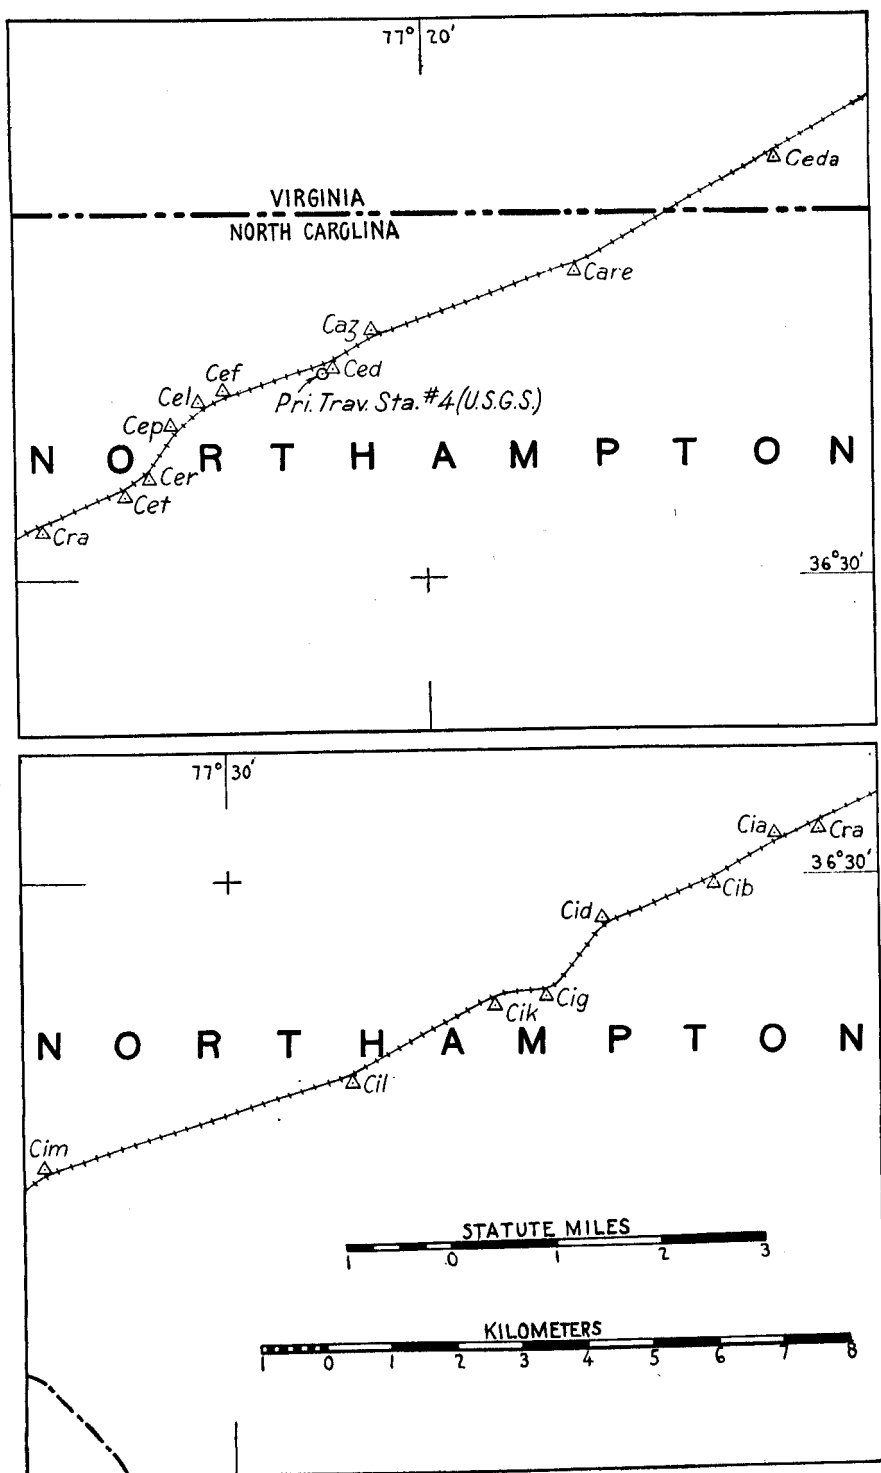 77° 20'
Ceda
VIRGINIA
NORTH CAROLINA
Care
Caz
Ced
Pri. Trav. Sta. #4 (U.S.G.S.)
Cef
Cel
Cep
NORTHAMPTON
Cer
Cet
Cra
36°30'
77° 30'
Cia
Cra
36°30'
Cib
Cid
Cig
Cik
NORTHAMPTON
Cil
Cim
STATUTE MILES
1 0 1 2 3
KILOMETERS
1 0 1 2 3 4 5 6 7 8